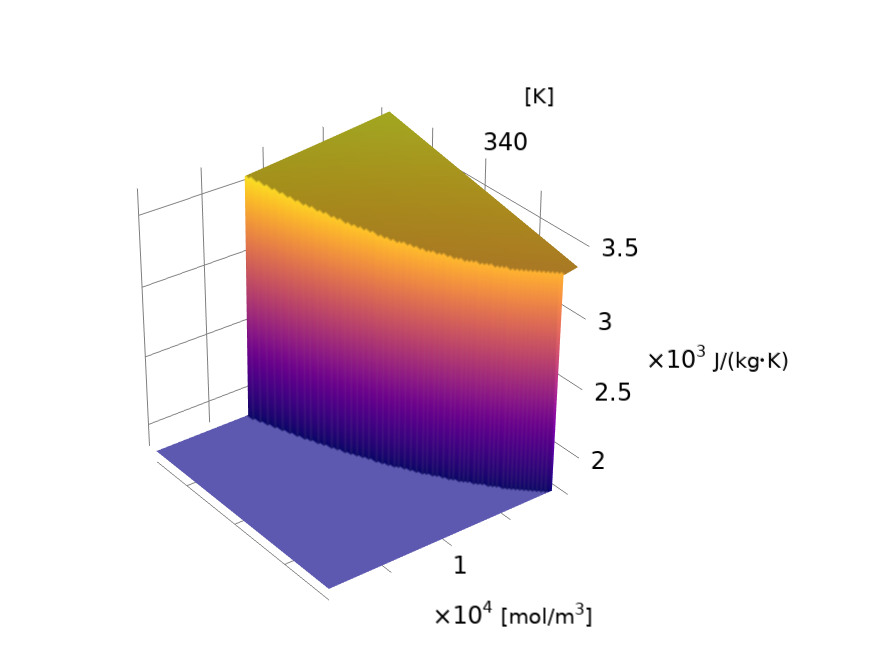 [K]
340
3.5
3
×10³ J/(kg·K)
2.5
2
1
×10⁴ [mol/m³]